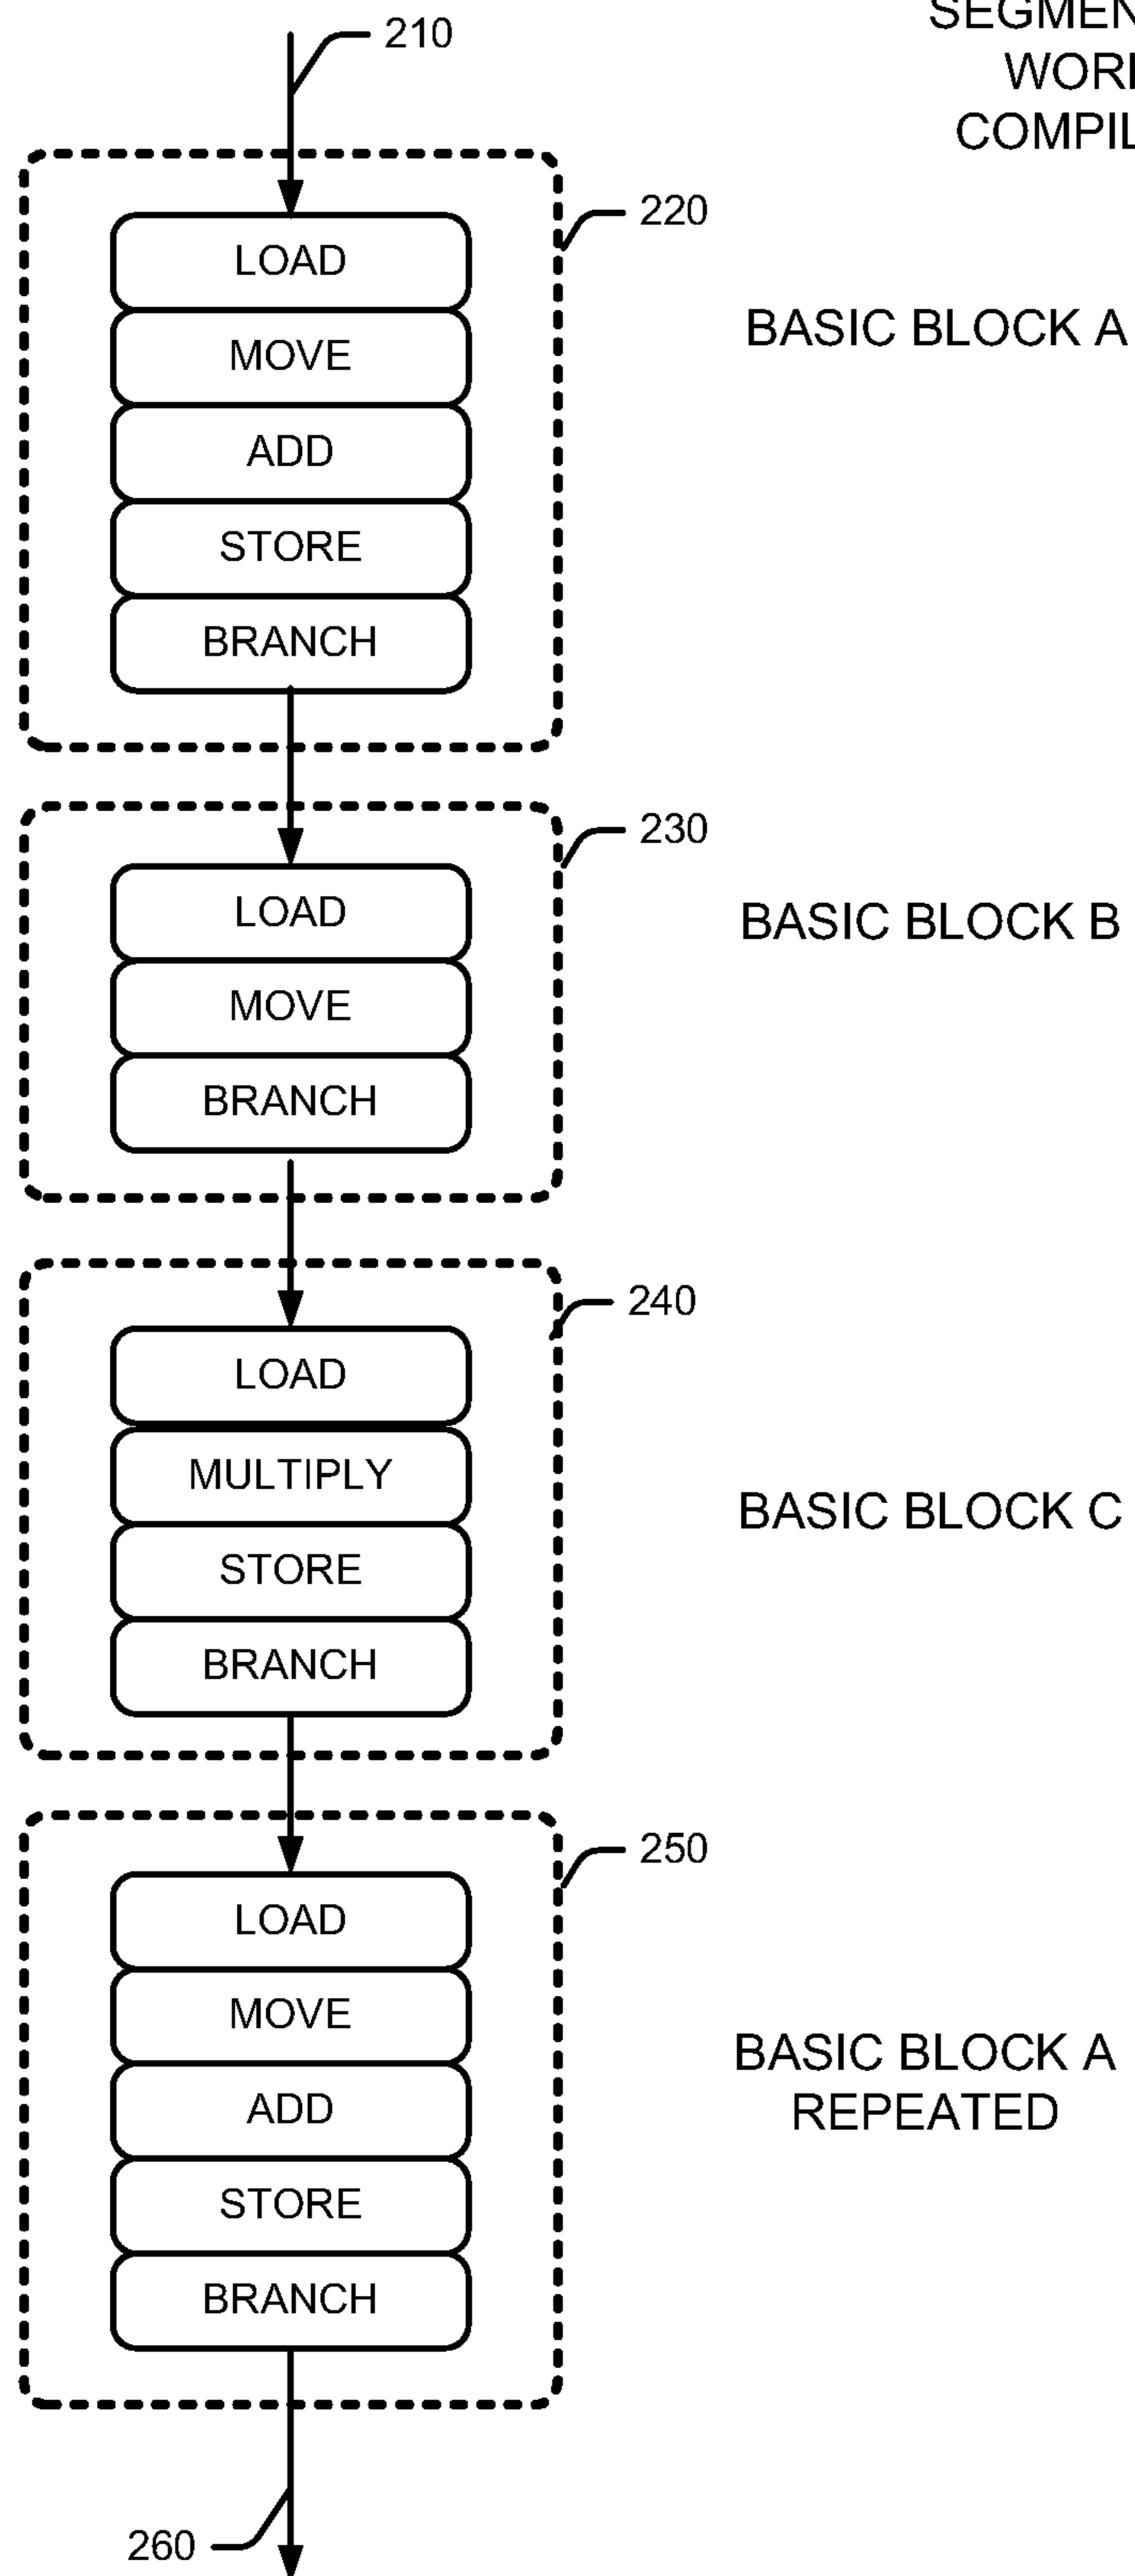 210
220
LOAD
MOVE
ADD
STORE
BRANCH
BASIC BLOCK A
230
LOAD
MOVE
BRANCH
BASIC BLOCK B
240
LOAD
MULTIPLY
STORE
BRANCH
BASIC BLOCK C
250
LOAD
MOVE
ADD
STORE
BRANCH
BASIC BLOCK A
REPEATED
260